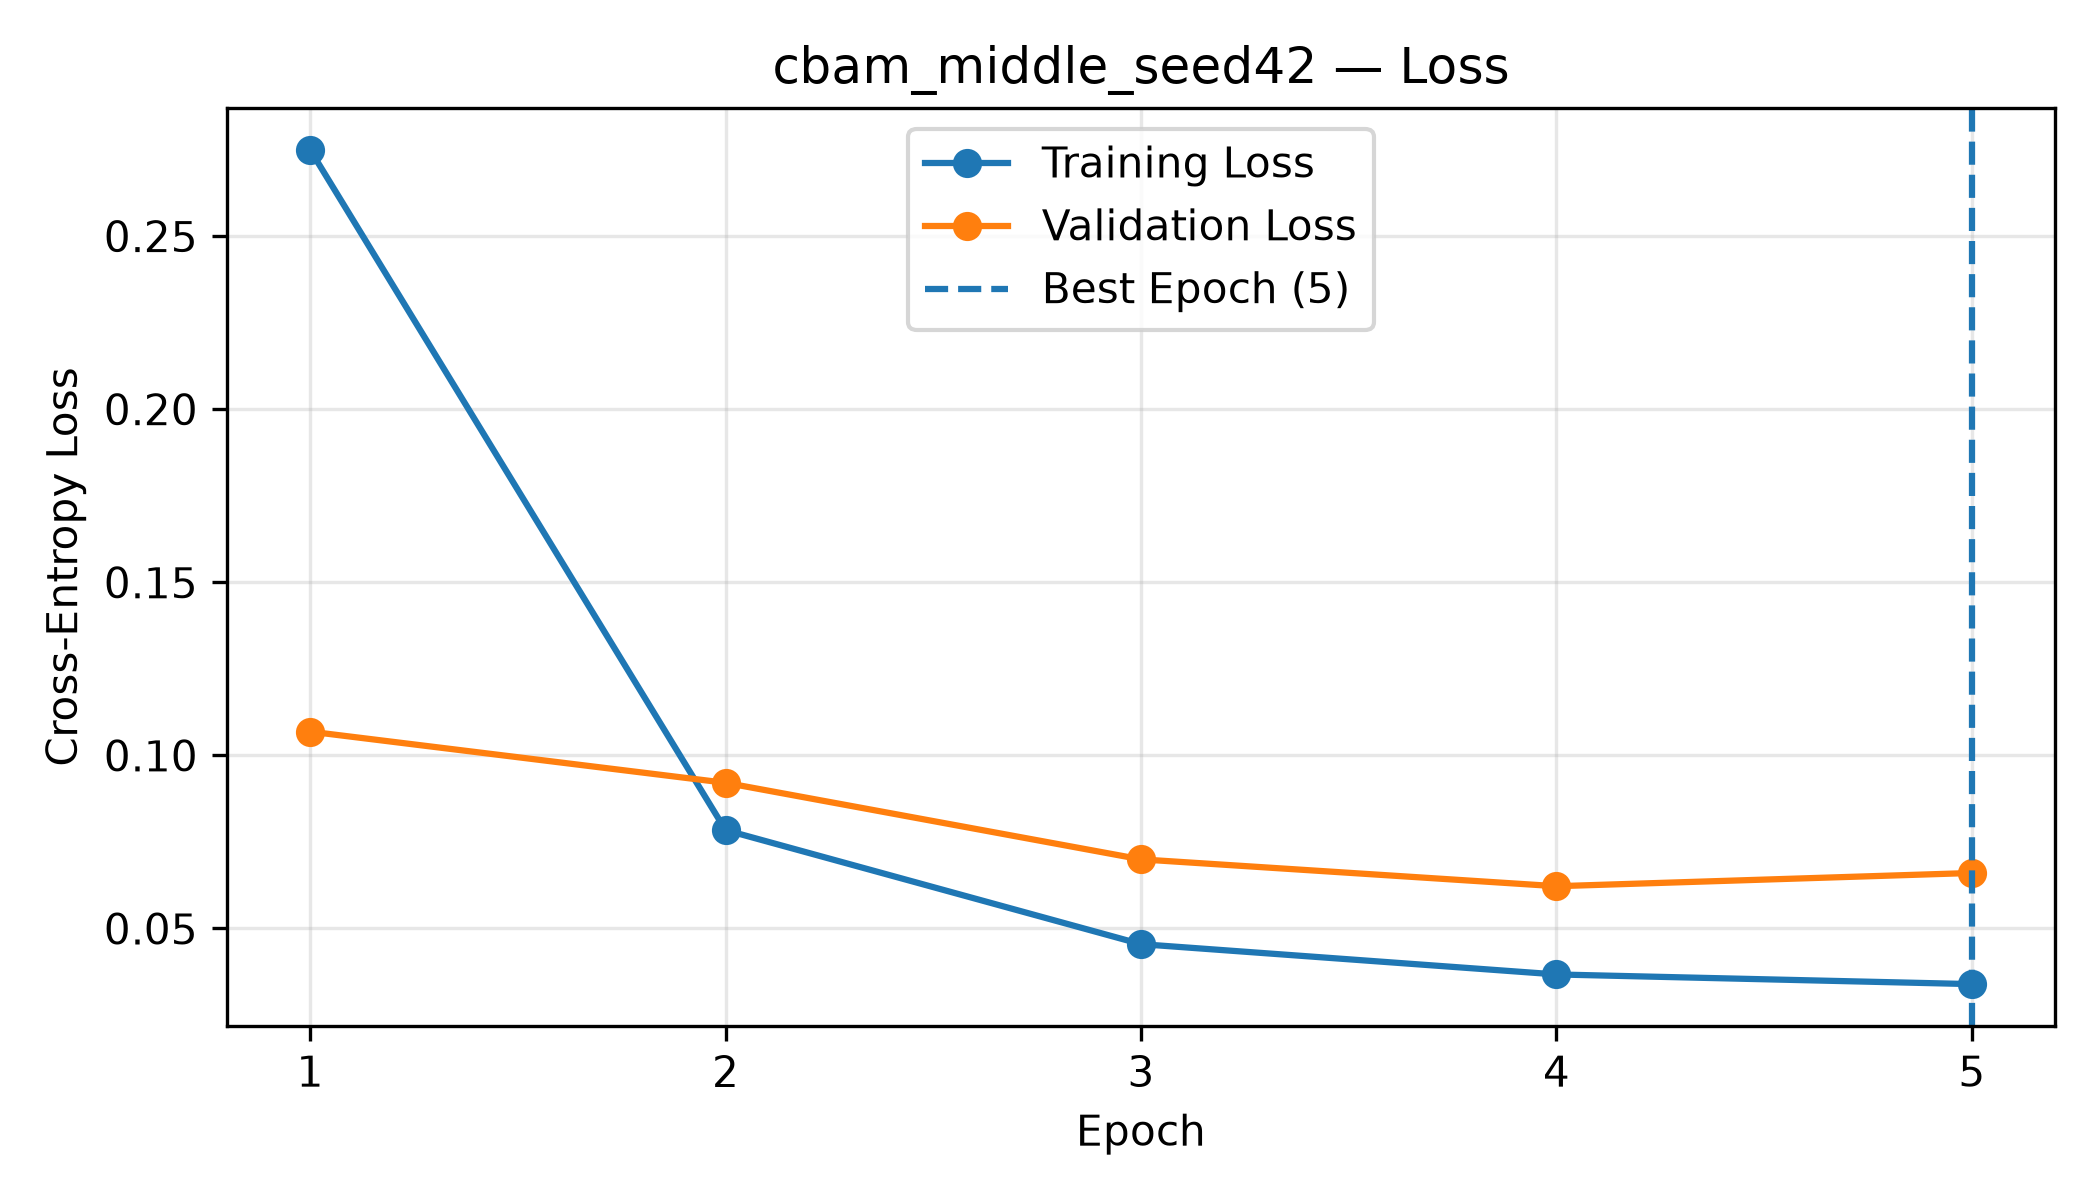 cbam_middle_seed42 — Loss
Training Loss
Validation Loss
Best Epoch (5)
Cross-Entropy Loss
0.25
0.20
0.15
0.10
0.05
1 2 3 4 5
Epoch